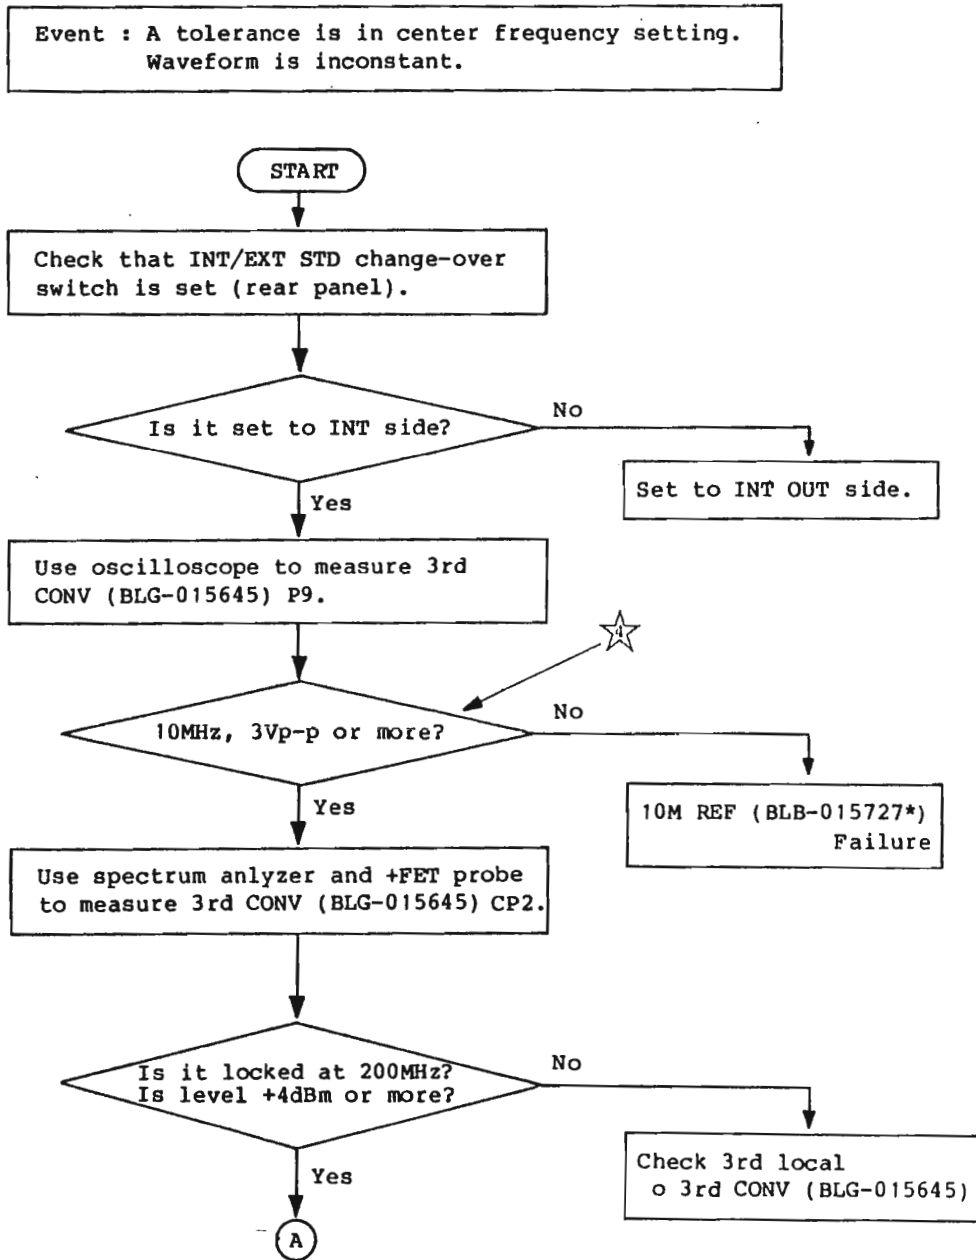 Event : A tolerance is in center frequency setting.
Waveform is inconstant.
START
Check that INT/EXT STD change-over
switch is set (rear panel).
Is it set to INT side?
No
Set to INT OUT side.
Yes
Use oscilloscope to measure 3rd
CONV (BLG-015645) P9.
4
10MHz, 3Vp-p or more?
No
10M REF (BLB-015727*)
Failure
Yes
Use spectrum anlyzer and +FET probe
to measure 3rd CONV (BLG-015645) CP2.
Is it locked at 200MHz?
Is level +4dBm or more?
No
Check 3rd local
o 3rd CONV (BLG-015645)
Yes
A